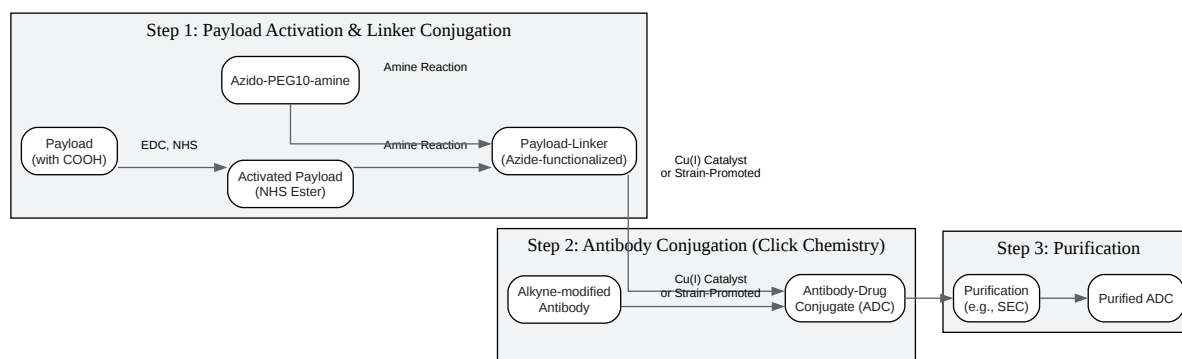 Step 1: Payload Activation & Linker Conjugation
Azido-PEG10-amine
Amine Reaction
Payload
(with COOH)
EDC, NHS
Amine Reaction
Payload-Linker
(Azide-functionalized)
Activated Payload
(NHS Ester)
Cu(I) Catalyst
or Strain-Promoted
Step 2: Antibody Conjugation (Click Chemistry)
Alkyne-modified
Antibody
Cu(I) Catalyst
or Strain-Promoted
Antibody-Drug
Conjugate (ADC)
Step 3: Purification
Purification
(e.g., SEC)
Purified ADC